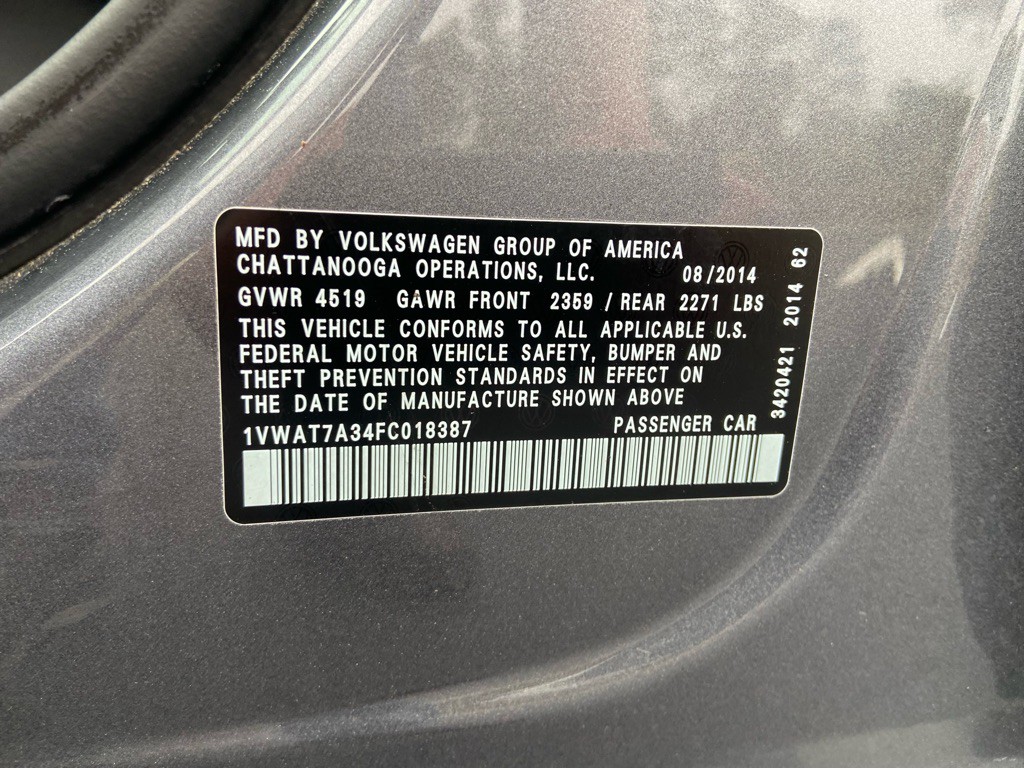 MFD BY VOLKSWAGEN GROUP OF AMERICA
CHATTANOOGA OPERATIONS, LLC. 08/2014
GVWR 4519 GAWR FRONT 2359 / REAR 2271 LBS
THIS VEHICLE CONFORMS TO ALL APPLICABLE U.S.
FEDERAL MOTOR VEHICLE SAFETY, BUMPER AND
THEFT PREVENTION STANDARDS IN EFFECT ON
THE DATE OF MANUFACTURE SHOWN ABOVE
1VWAT7A34FC018387 PASSENGER CAR
3420421 2014 62